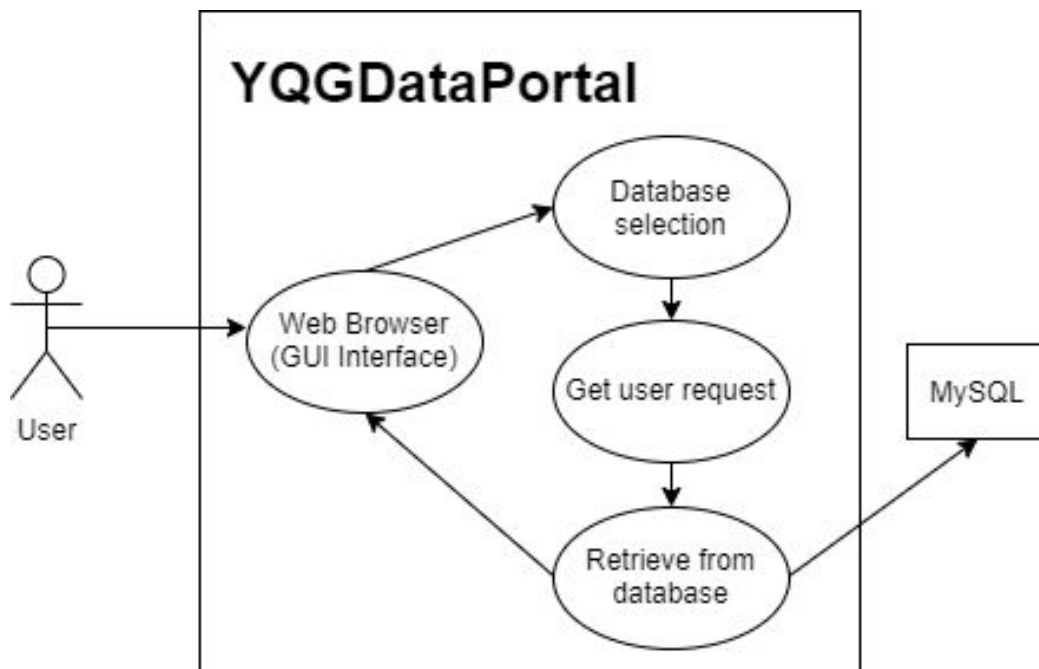 YQGDataPortal
Database
selection
Web Browser
(GUI Interface)
Get user request
MySQL
User
Retrieve from
database